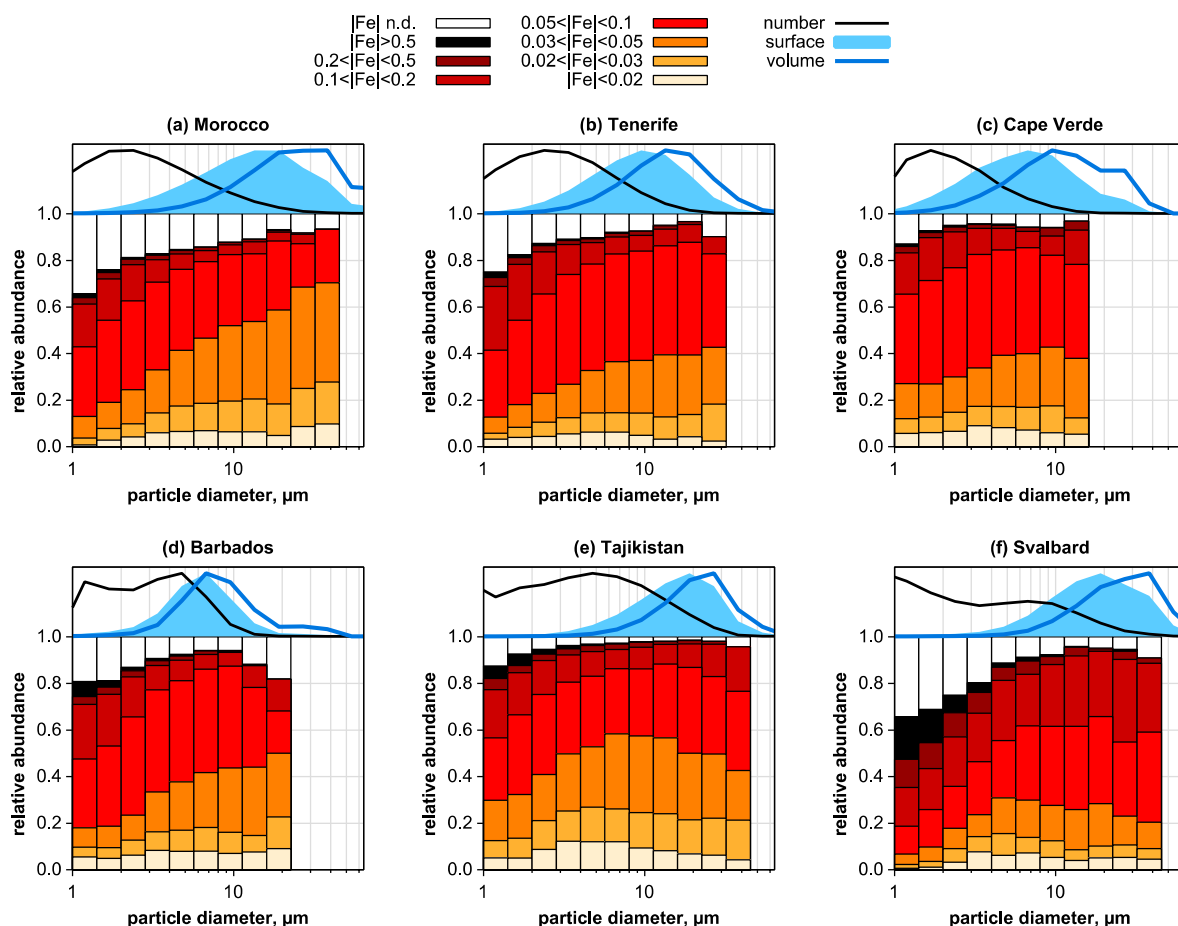 |Fe| n.d.
|Fe|>0.5
0.2<|Fe|<0.5
0.1<|Fe|<0.2
0.05<|Fe|<0.1
0.03<|Fe|<0.05
0.02<|Fe|<0.03
|Fe|<0.02
number
surface
volume
(a) Morocco
(b) Tenerife
(c) Cape Verde
relative abundance
1.0
0.8
0.6
0.4
0.2
0.0
1 10
particle diameter, µm
relative abundance
1.0
0.8
0.6
0.4
0.2
0.0
1 10
particle diameter, µm
relative abundance
1.0
0.8
0.6
0.4
0.2
0.0
1 10
particle diameter, µm
(d) Barbados
(e) Tajikistan
(f) Svalbard
relative abundance
1.0
0.8
0.6
0.4
0.2
0.0
1 10
particle diameter, µm
relative abundance
1.0
0.8
0.6
0.4
0.2
0.0
1 10
particle diameter, µm
relative abundance
1.0
0.8
0.6
0.4
0.2
0.0
1 10
particle diameter, µm